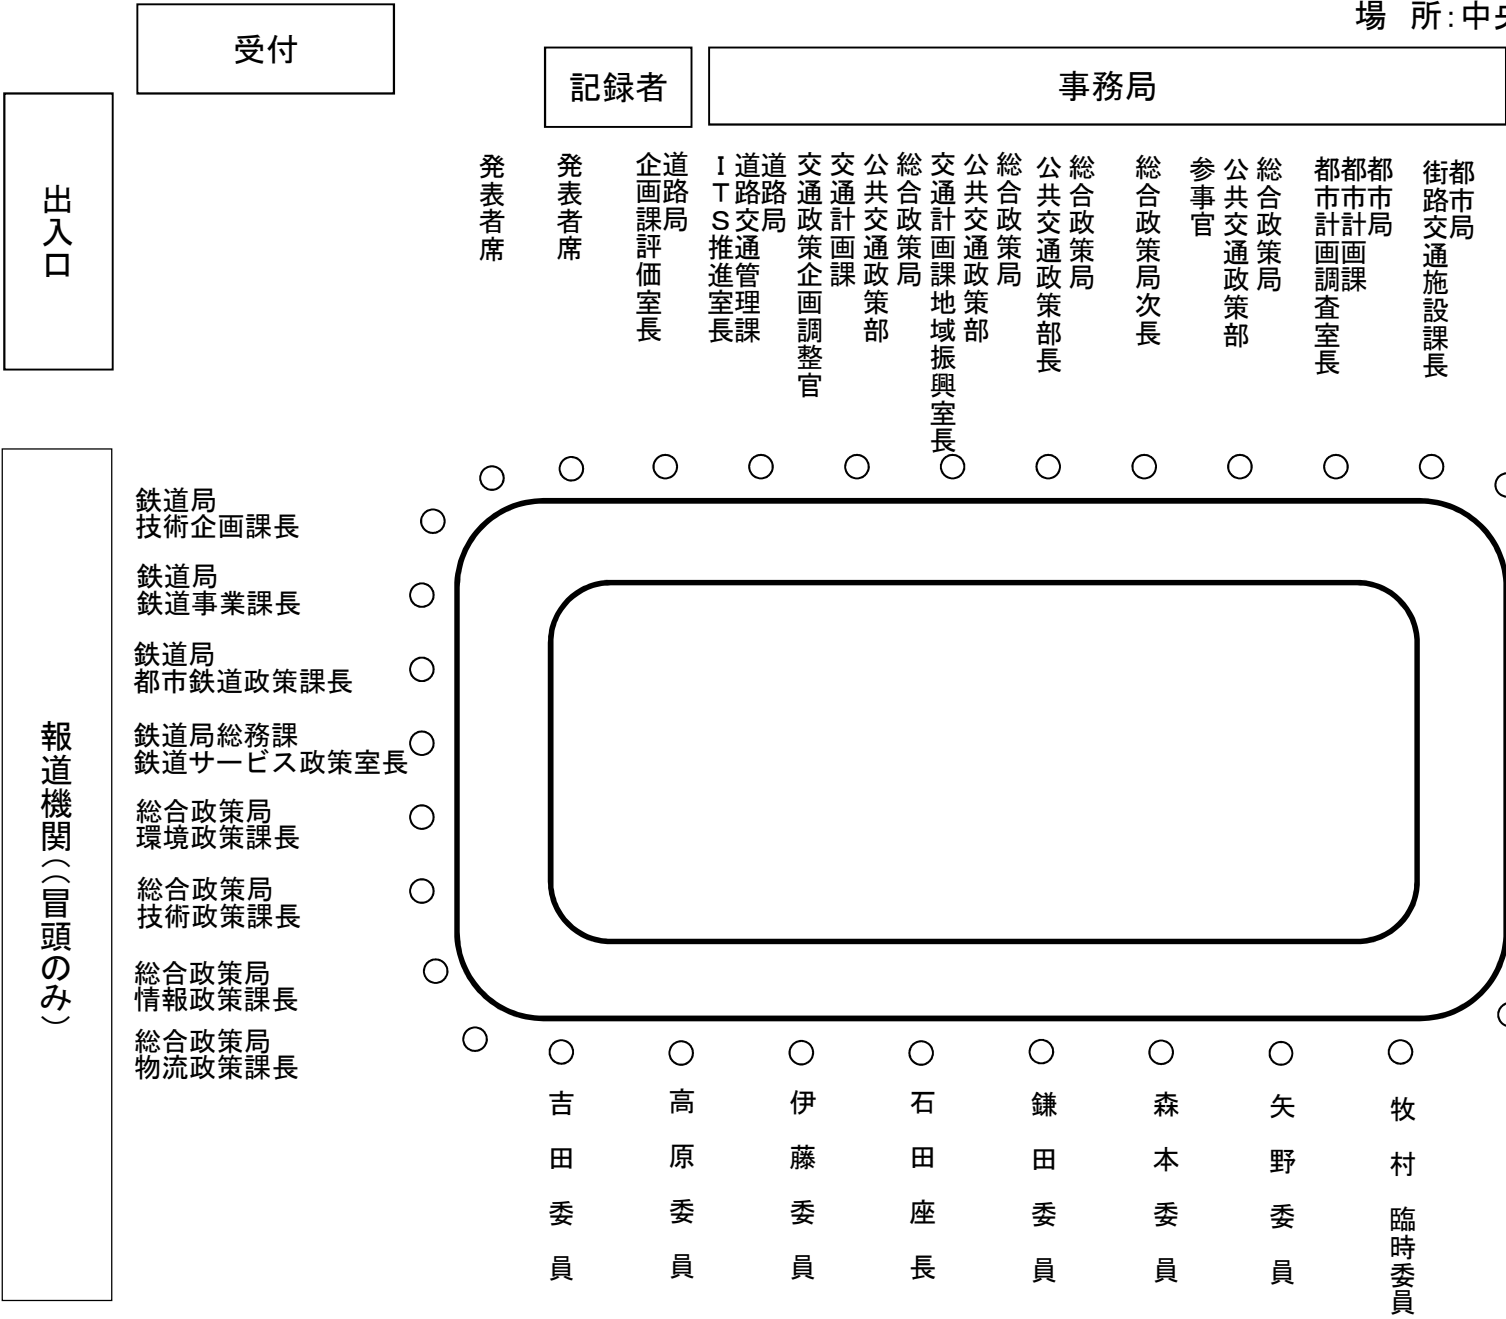 場 所:中央
受付
記録者
事務局
出入口
発表者席
発表者席
道路局
企画課評価室長
道路局
道路交通管理課
ITS推進室長
総合政策局
公共交通政策部
交通計画課
交通政策企画調整官
総合政策局
公共交通政策部
交通計画課地域振興室長
総合政策局
公共交通政策部長
総合政策局次長
総合政策局
公共交通政策部
参事官
都市局
都市計画課
都市計画調査室長
都市局
街路交通施設課長
報道機関(（冒頭のみ）
鉄道局
技術企画課長
鉄道局
鉄道事業課長
鉄道局
都市鉄道政策課長
鉄道局総務課
鉄道サービス政策室長
総合政策局
環境政策課長
総合政策局
技術政策課長
総合政策局
情報政策課長
総合政策局
物流政策課長
吉田委員
高原委員
伊藤委員
石田座長
鎌田委員
森本委員
矢野委員
牧村臨時委員